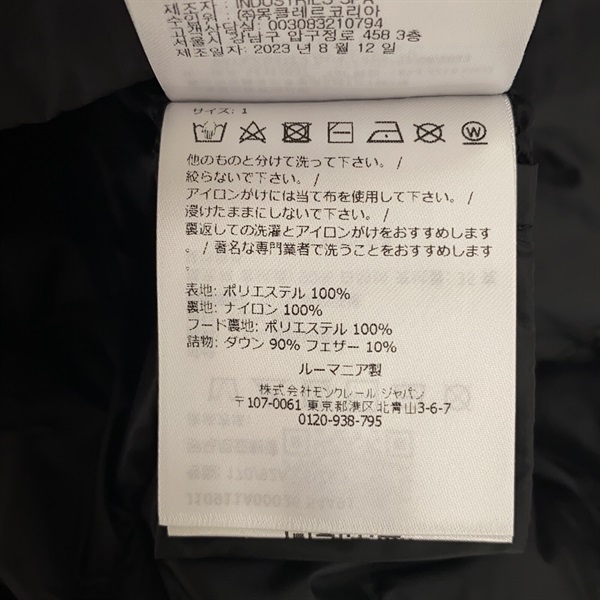 제조자: INDUSTRIES SPA
㈜몽클레르코리아
003083210794
서울시 강남구 압구정로 458 3층
제조일자: 2023 년 8 월 12 일
サイズ: 1
W
他のものと分けて洗って下さい。 /
絞らないで下さい。 /
アイロンがけには当て布を使用して下さい。 /
浸けたままにしないで下さい。 /
裏返しての洗濯とアイロンがけをおすすめします
。 / 著名な専門業者で洗うことをおすすめします
。
表地: ポリエステル 100%
裏地: ナイロン 100%
フード裏地: ポリエステル 100%
詰物: ダウン 90% フェザー 10%
ルーマニア製
株式会社モンクレール ジャパン
〒107-0061 東京都港区北青山3-6-7
0120-938-795